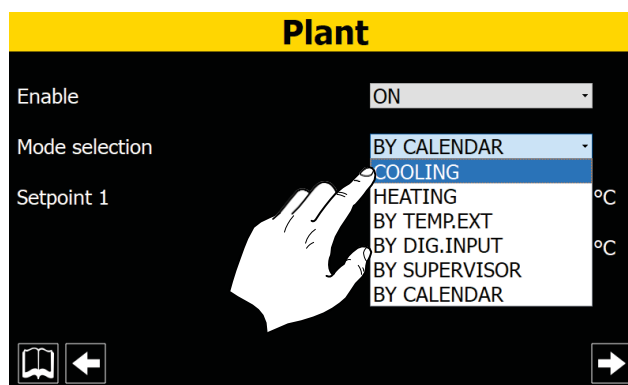 Plant
Enable ON
Mode selection BY CALENDAR
COOLING
Setpoint 1 HEATING °C
BY TEMP.EXT
BY DIG.INPUT °C
BY SUPERVISOR
BY CALENDAR